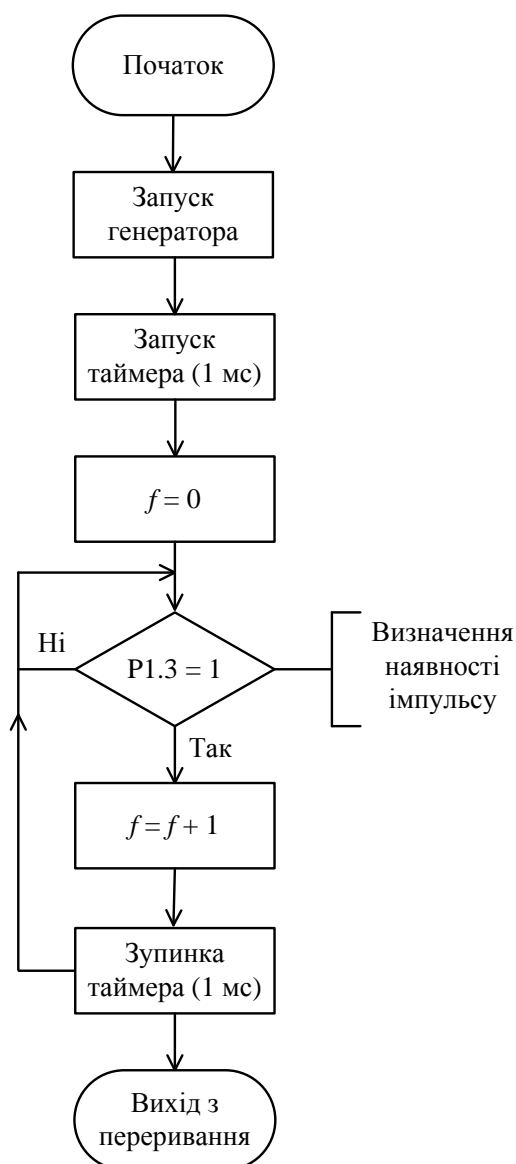 Початок
Запуск
генератора
Запуск
таймера (1 мс)
f = 0
Ні
P1.3 = 1
Визначення
наявності
імпульсу
Так
f = f + 1
Зупинка
таймера (1 мс)
Вихід з
переривання